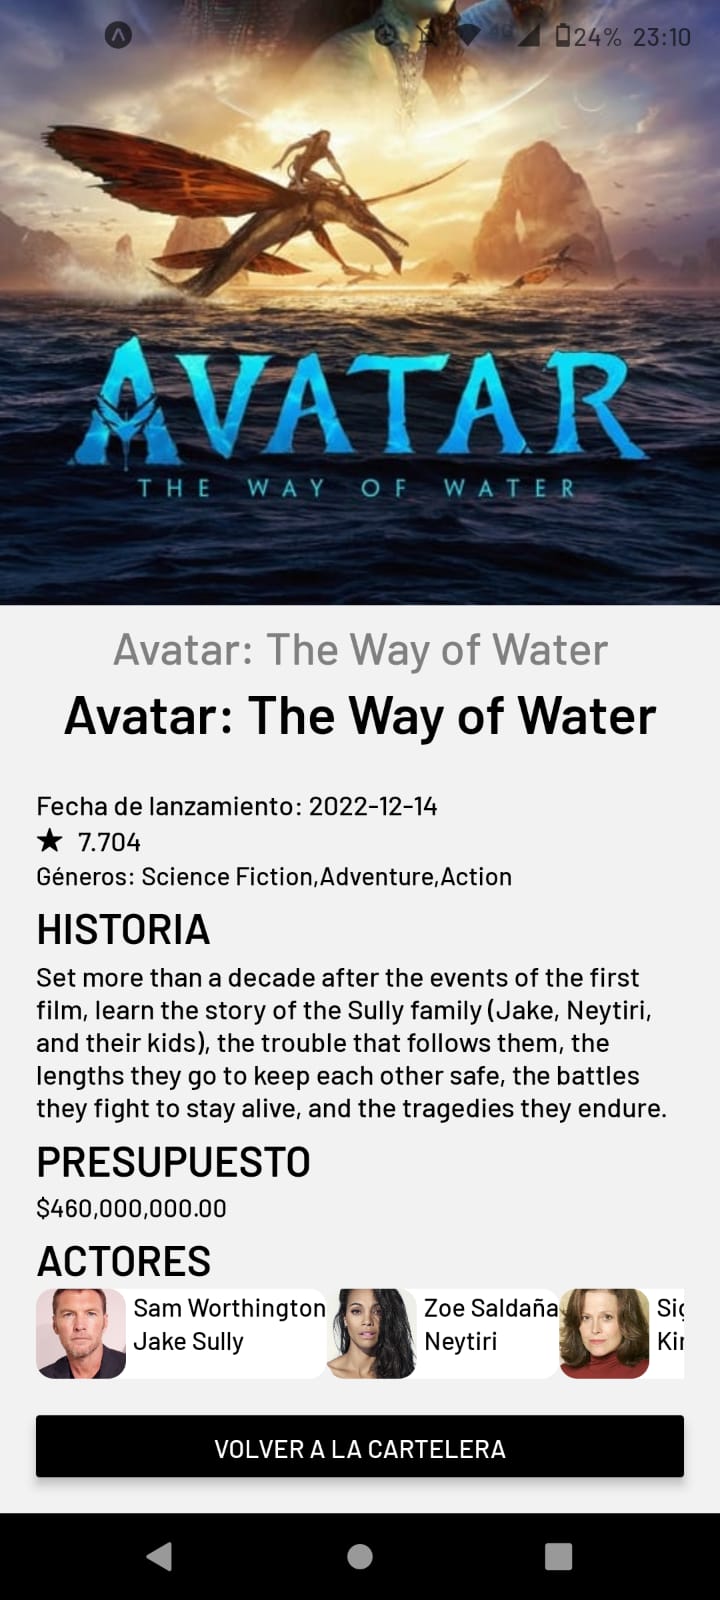 24% 23:10
AVATAR
THE WAY OF WATER
Avatar: The Way of Water
Avatar: The Way of Water
Fecha de lanzamiento: 2022-12-14
★ 7.704
Géneros: Science Fiction,Adventure,Action
HISTORIA
Set more than a decade after the events of the first
film, learn the story of the Sully family (Jake, Neytiri,
and their kids), the trouble that follows them, the
lengths they go to keep each other safe, the battles
they fight to stay alive, and the tragedies they endure.
PRESUPUESTO
$460,000,000.00
ACTORES
Sam Worthington
Jake Sully
Zoe Saldaña
Neytiri
VOLVER A LA CARTELERA